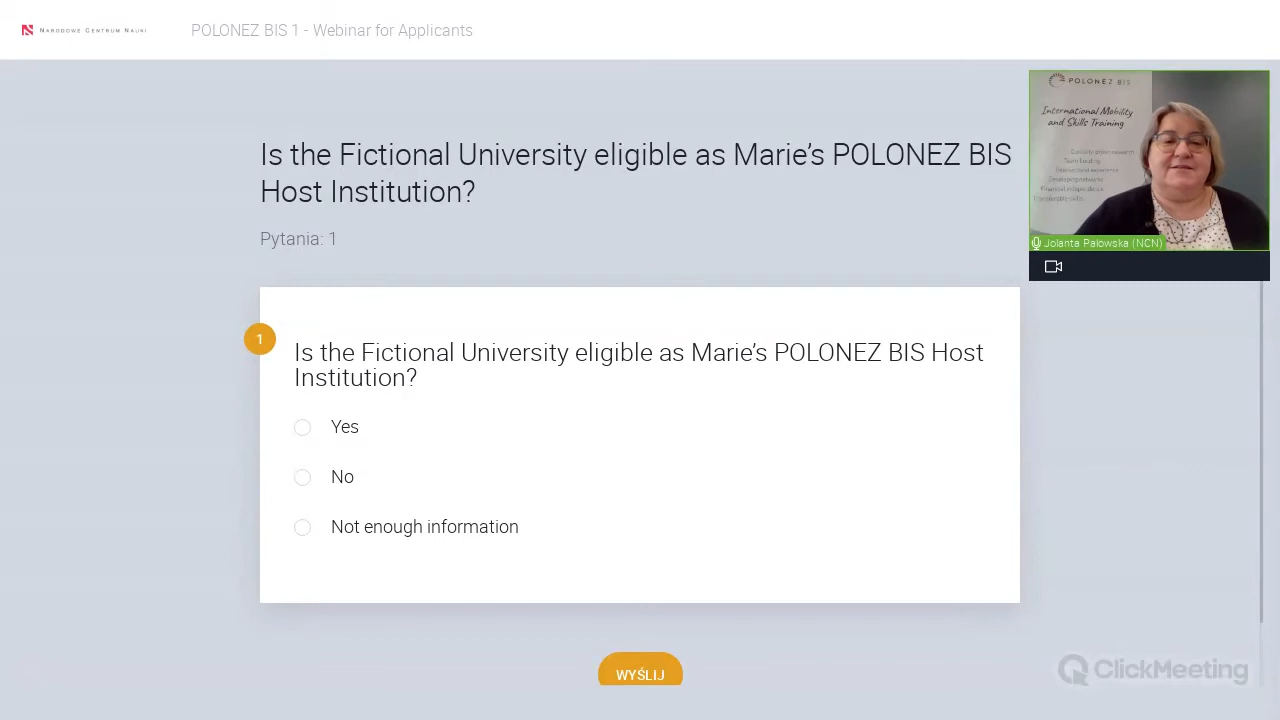 NARODOWE CENTRUM NAUKI
POLONEZ BIS 1 - Webinar for Applicants
POLONEZ BIS
International Mobility
and Skills Training
Is the Fictional University eligible as Marie's POLONEZ BIS
Host Institution?
Pytania: 1
Jolanta Palowska (NCN)
1
Is the Fictional University eligible as Marie's POLONEZ BIS Host
Institution?
Yes
No
Not enough information
WYŚLIJ
ClickMeeting